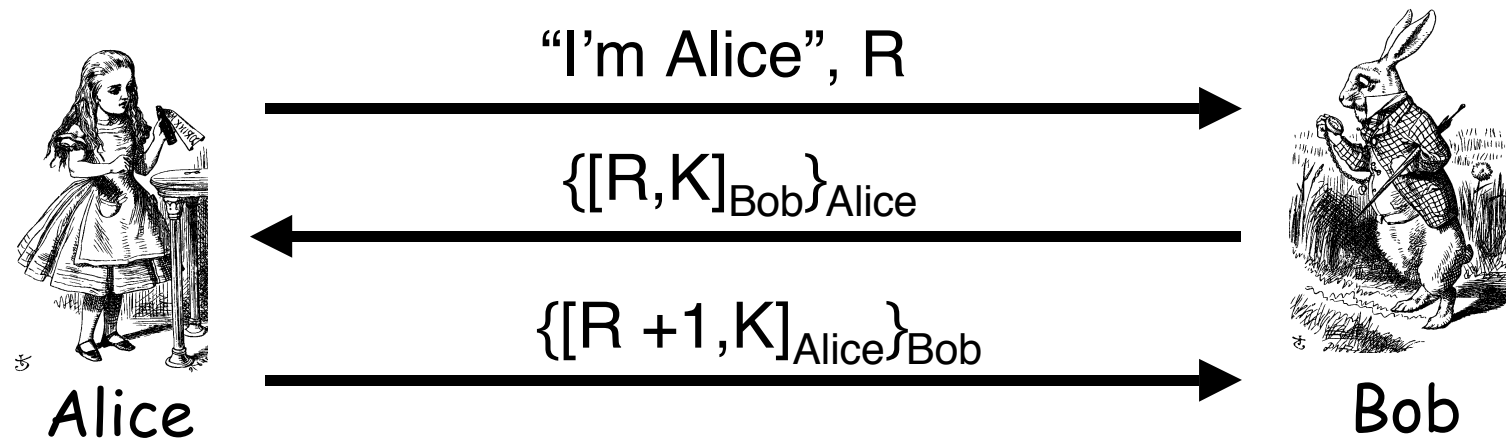 “I’m Alice”, R
{[R,K]Bob}Alice
{[R +1,K]Alice}Bob
Alice
Bob